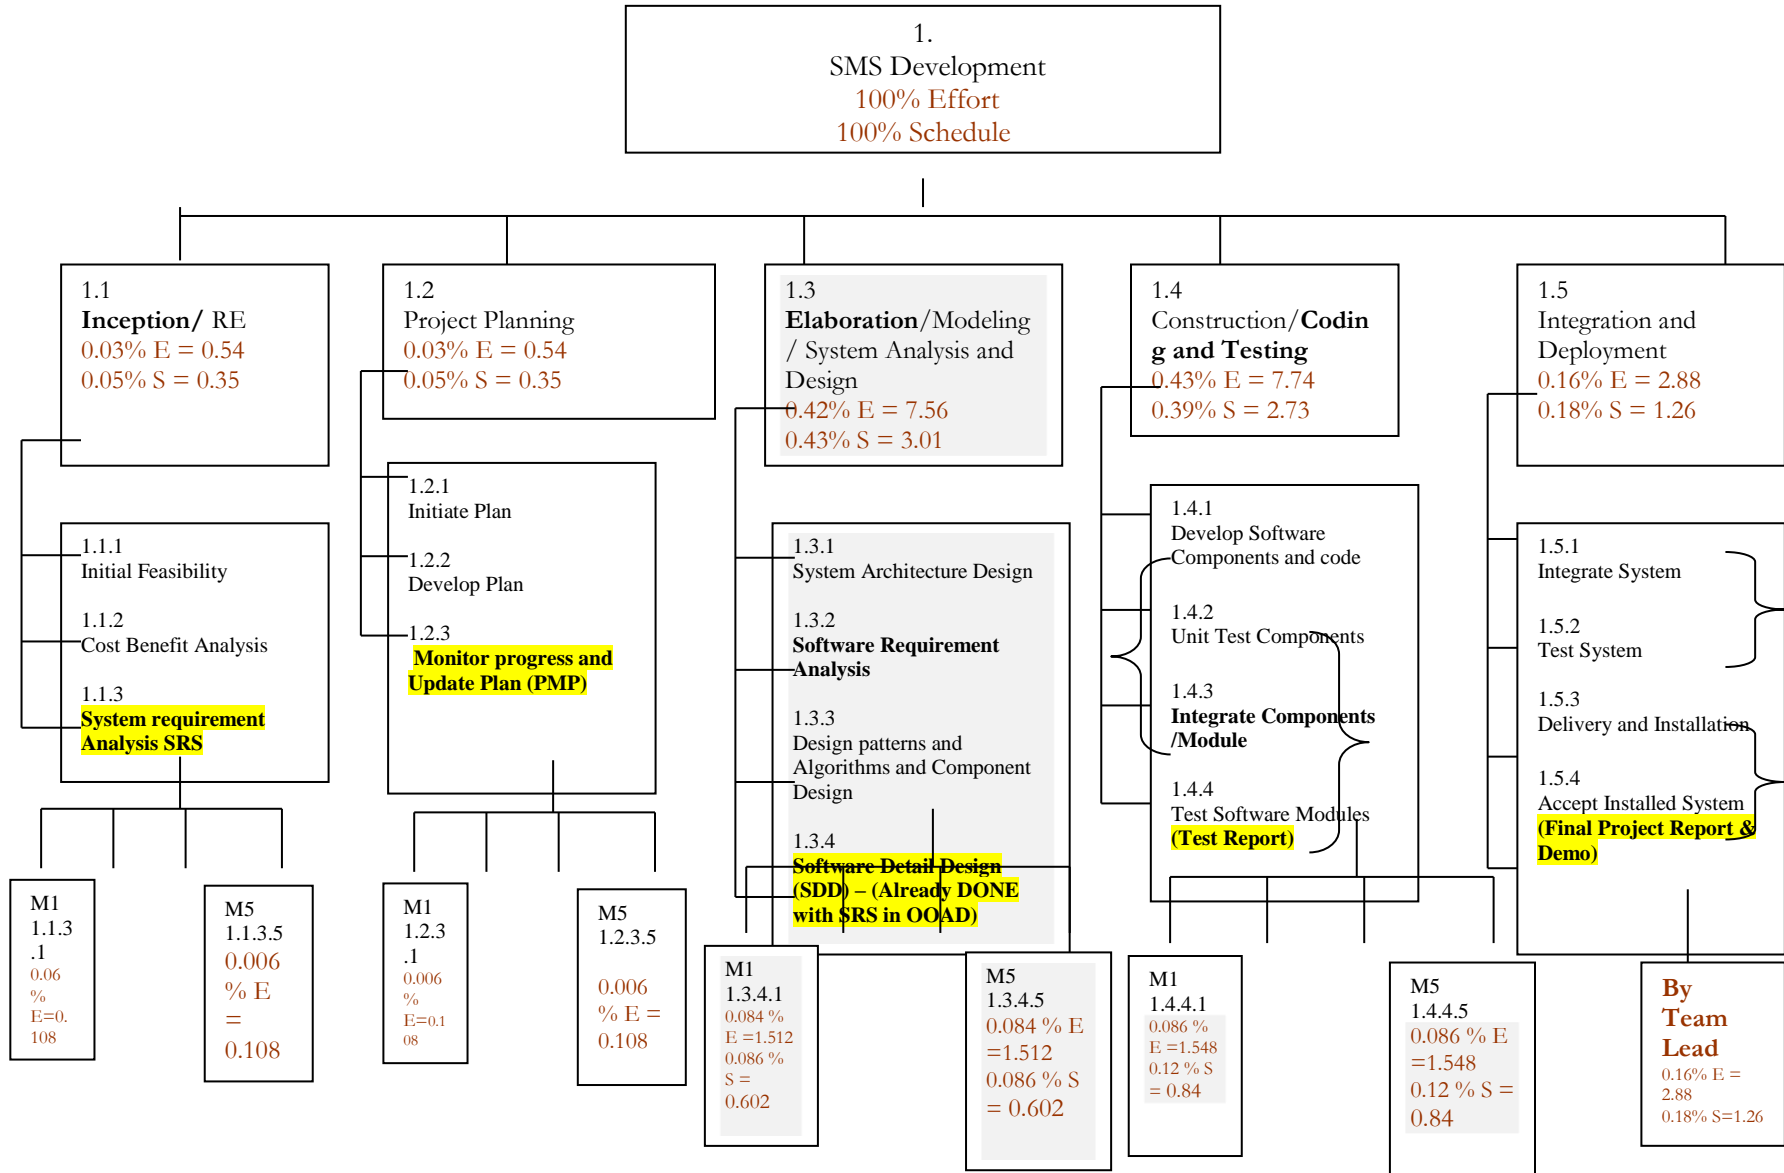 1.
SMS Development
100% Effort
100% Schedule
1.1
Inception/ RE
0.03% E = 0.54
0.05% S = 0.35
1.2
Project Planning
0.03% E = 0.54
0.05% S = 0.35
1.3
Elaboration/Modeling
/ System Analysis and
Design
0.42% E = 7.56
0.43% S = 3.01
1.4
Construction/Codin
g and Testing
0.43% E = 7.74
0.39% S = 2.73
1.5
Integration and
Deployment
0.16% E = 2.88
0.18% S = 1.26
1.1.1
Initial Feasibility
1.1.2
Cost Benefit Analysis
1.1.3
System requirement
Analysis SRS
1.2.1
Initiate Plan
1.2.2
Develop Plan
1.2.3
Monitor progress and
Update Plan (PMP)
1.3.1
System Architecture Design
1.3.2
Software Requirement
Analysis
1.3.3
Design patterns and
Algorithms and Component
Design
1.3.4
Software Detail Design
(SDD) – (Already DONE
with SRS in OOAD)
1.4.1
Develop Software
Components and code
1.4.2
Unit Test Components
1.4.3
Integrate Components
/Module
1.4.4
Test Software Modules
(Test Report)
1.5.1
Integrate System
1.5.2
Test System
1.5.3
Delivery and Installation
1.5.4
Accept Installed System
(Final Project Report &
Demo)
M1
1.1.3
.1
0.06
%
E=0.
108
M5
1.1.3.5
0.006
% E
=
0.108
M1
1.2.3
.1
0.006
%
E=0.1
08
M5
1.2.3.5
0.006
% E =
0.108
M1
1.3.4.1
0.084 %
E =1.512
0.086 %
S =
0.602
M5
1.3.4.5
0.084 % E
=1.512
0.086 % S
= 0.602
M1
1.4.4.1
0.086 %
E =1.548
0.12 % S
= 0.84
M5
1.4.4.5
0.086 % E
=1.548
0.12 % S =
0.84
By
Team
Lead
0.16% E =
2.88
0.18% S=1.26